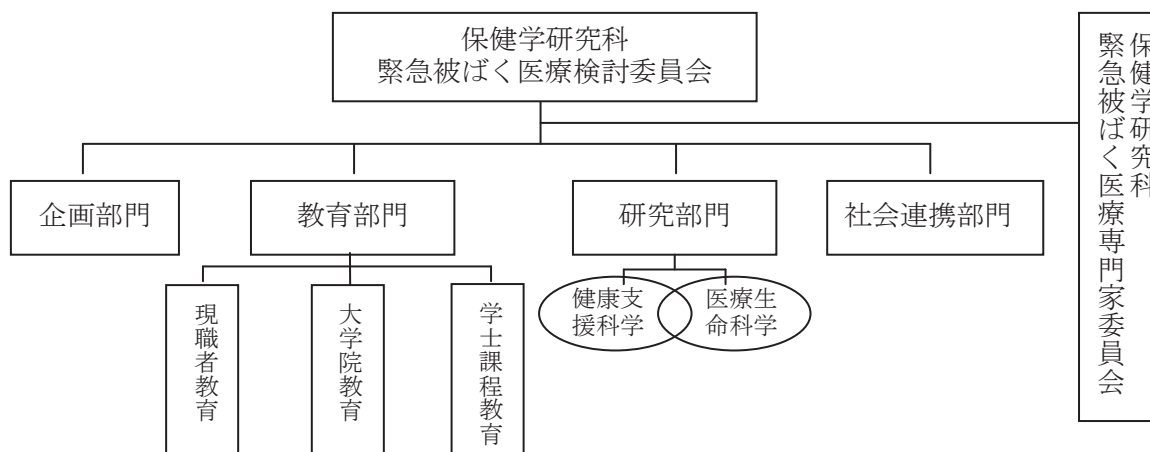 保健学研究科
緊急被ばく医療検討委員会
保健学研究科
緊急被ばく医療専門家委員会
企画部門
教育部門
研究部門
社会連携部門
現職者教育
大学院教育
学士課程教育
健康支
援科学
医療生
命科学